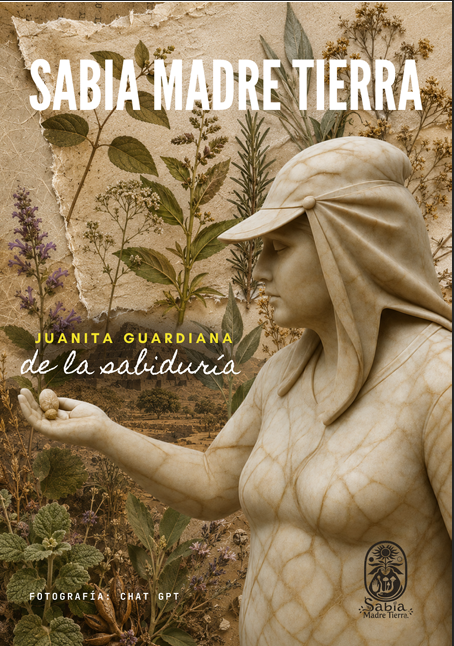 SABIA MADRE TIERRA
JUANITA GUARDIANA
de la sabiduría
FOTOGRAFÍA: CHAT GPT
Sabia
Madre Tierra.